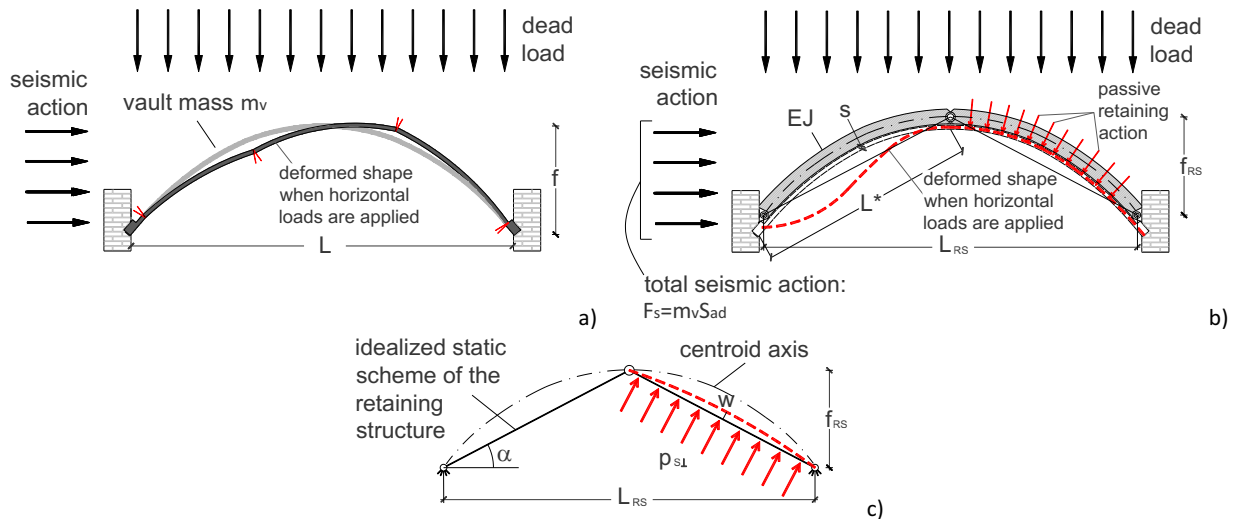 dead
load
seismic
action
vault mass mv
deformed shape
when horizontal
loads are applied
f
L
a)
dead
load
seismic
action
passive
retaining
action
EJ
s
deformed shape
when horizontal
loads are applied
L*
fRS
LRS
total seismic action:
Fs=mvSad
b)
idealized static
scheme of the
retaining
structure
centroid axis
w
α
pS⊥
fRS
LRS
c)